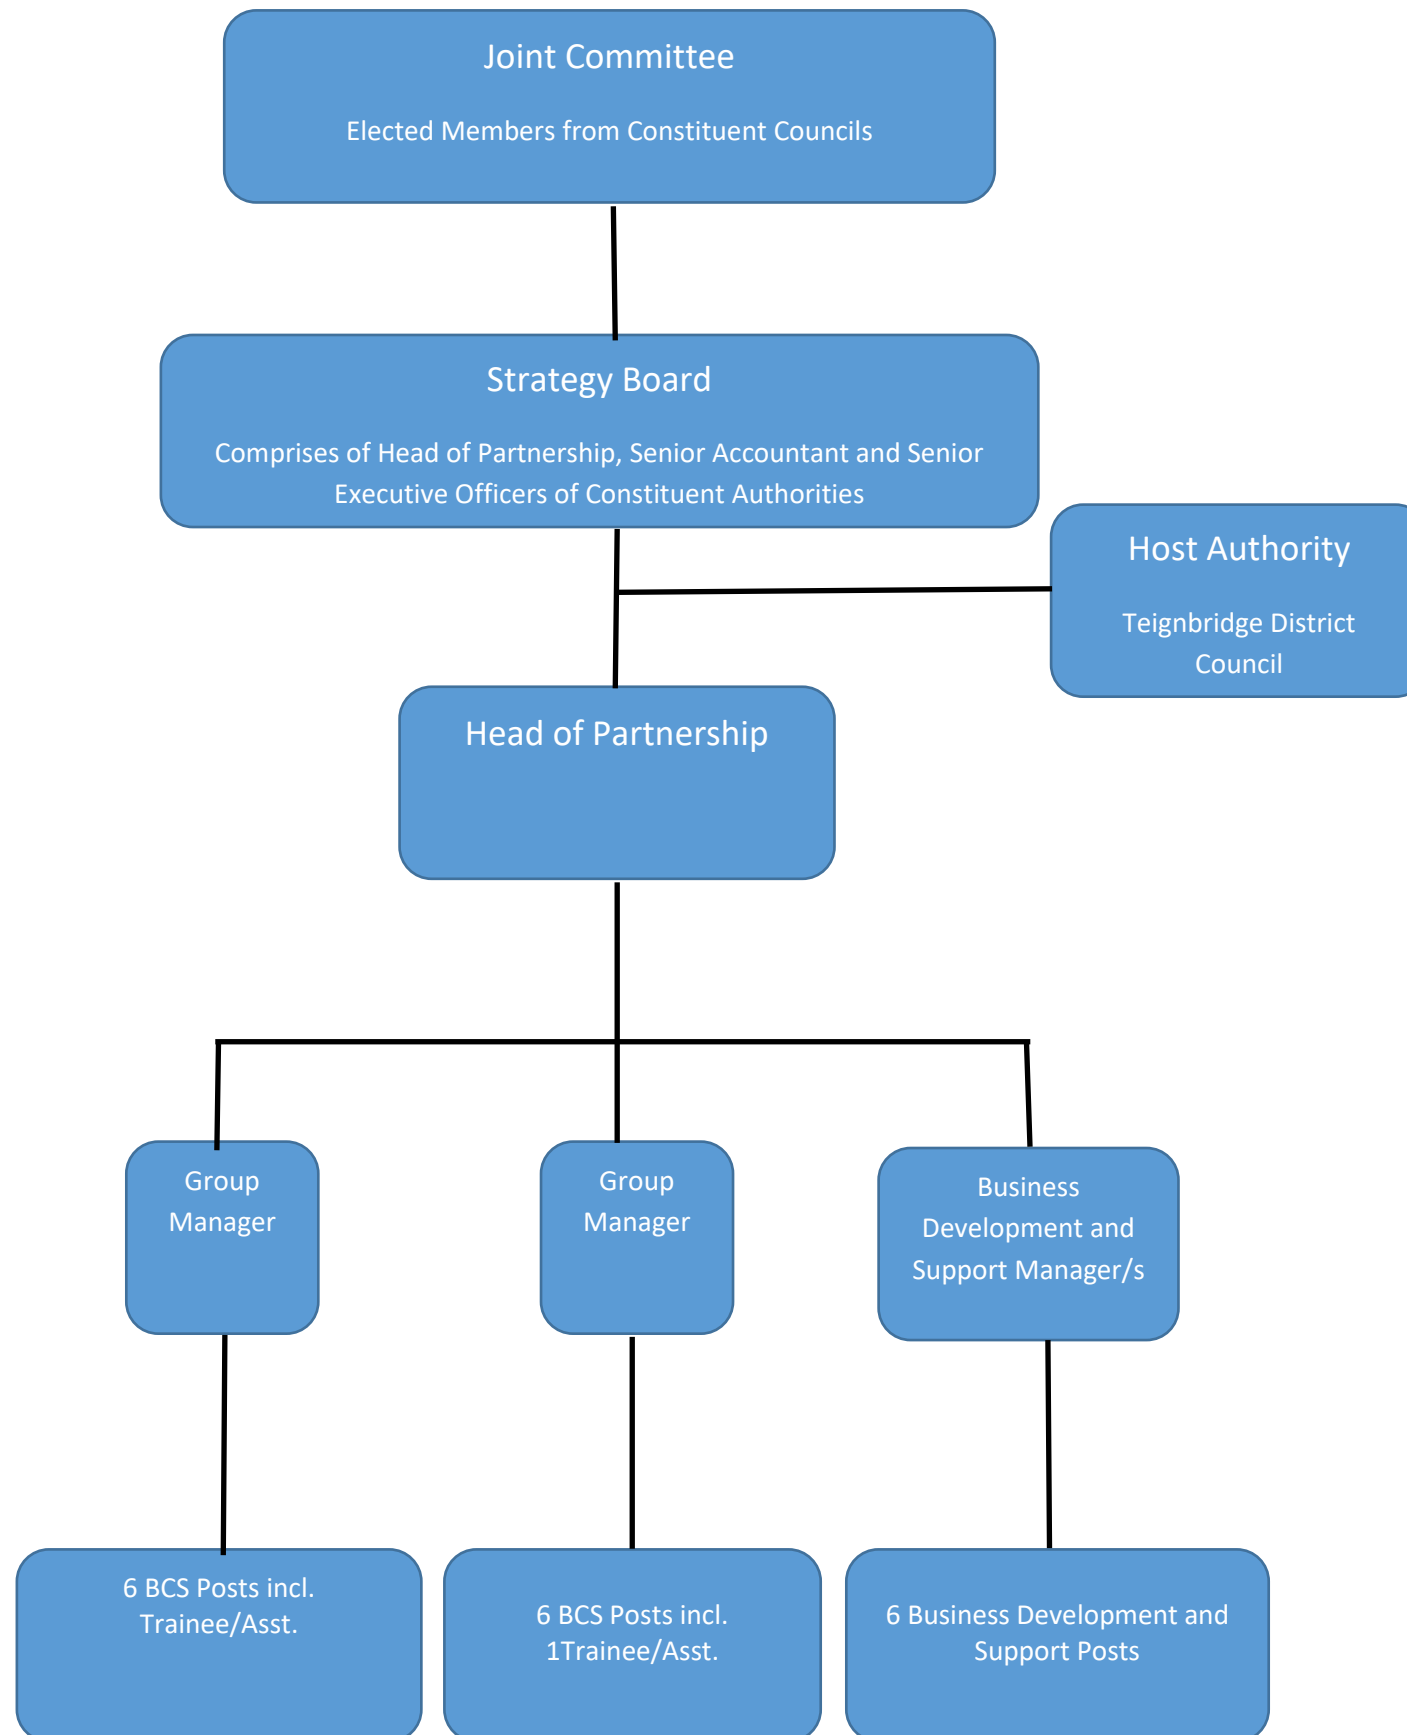 Joint Committee
Elected Members from Constituent Councils
Strategy Board
Comprises of Head of Partnership, Senior Accountant and Senior
Executive Officers of Constituent Authorities
Host Authority
Teignbridge District
Council
Head of Partnership
Group
Manager
Group
Manager
Business
Development and
Support Manager/s
6 BCS Posts incl.
Trainee/Asst.
6 BCS Posts incl.
1Trainee/Asst.
6 Business Development and
Support Posts